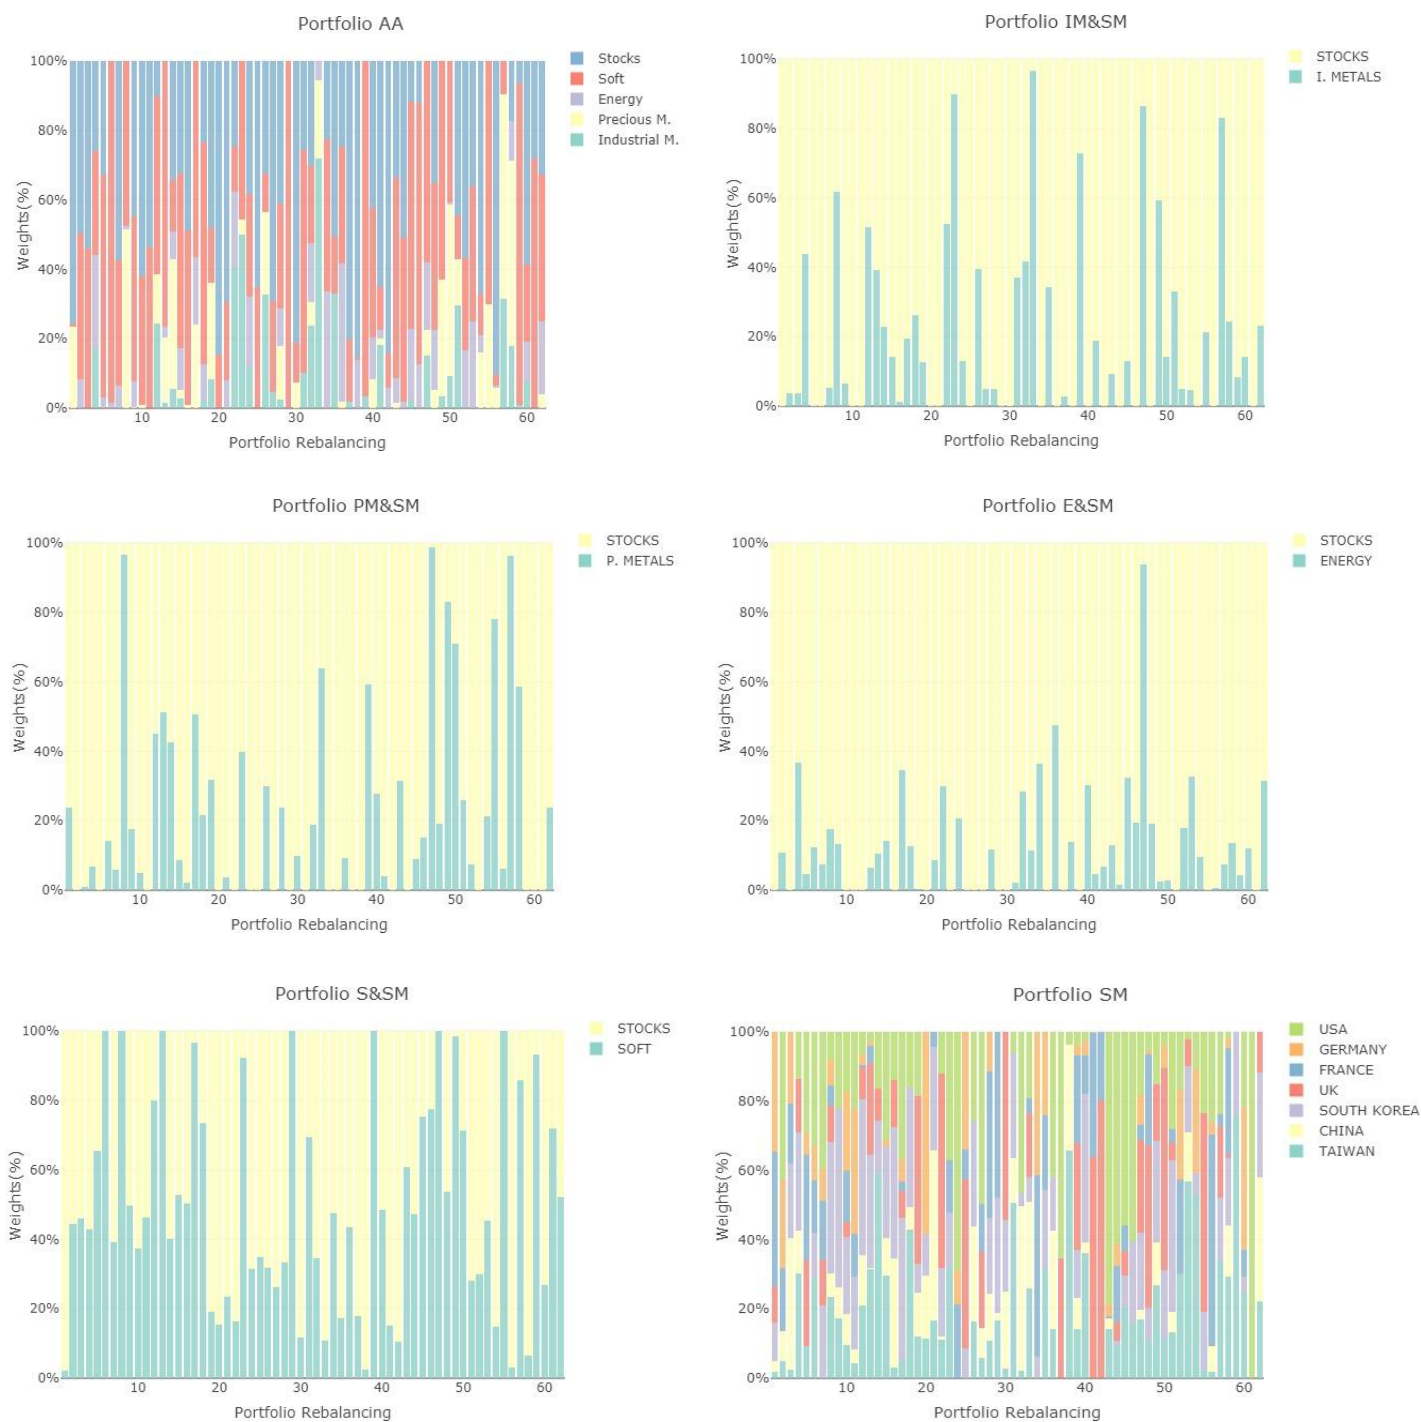 Portfolio AA
Stocks
Soft
Energy
Precious M.
Industrial M.
100%
80%
60%
40%
20%
0%
Weights(%)
10
20
30
40
50
60
Portfolio Rebalancing
Portfolio IM&SM
STOCKS
I. METALS
100%
80%
60%
40%
20%
0%
Weights(%)
10
20
30
40
50
60
Portfolio Rebalancing
Portfolio PM&SM
STOCKS
P. METALS
100%
80%
60%
40%
20%
0%
Weights(%)
10
20
30
40
50
60
Portfolio Rebalancing
Portfolio E&SM
STOCKS
ENERGY
100%
80%
60%
40%
20%
0%
Weights(%)
10
20
30
40
50
60
Portfolio Rebalancing
Portfolio S&SM
STOCKS
SOFT
100%
80%
60%
40%
20%
0%
Weights(%)
10
20
30
40
50
60
Portfolio Rebalancing
Portfolio SM
USA
GERMANY
FRANCE
UK
SOUTH KOREA
CHINA
TAIWAN
100%
80%
60%
40%
20%
0%
Weights(%)
10
20
30
40
50
60
Portfolio Rebalancing